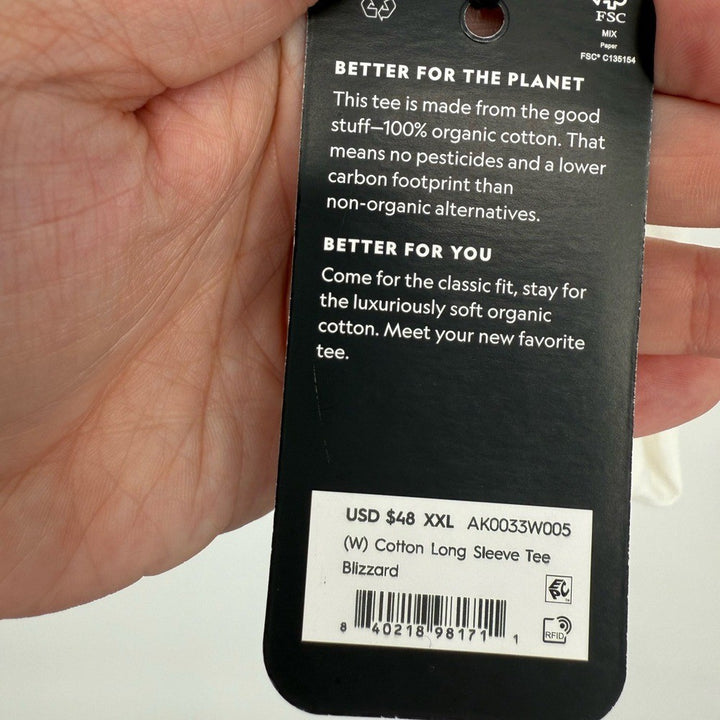 FSC
MIX
Paper
FSC® C135154
BETTER FOR THE PLANET
This tee is made from the good
stuff—100% organic cotton. That
means no pesticides and a lower
carbon footprint than
non-organic alternatives.
BETTER FOR YOU
Come for the classic fit, stay for
the luxuriously soft organic
cotton. Meet your new favorite
tee.
USD $48 XXL AK0033W005
(W) Cotton Long Sleeve Tee
Blizzard
EPC
8 40218 98171 1
RFID